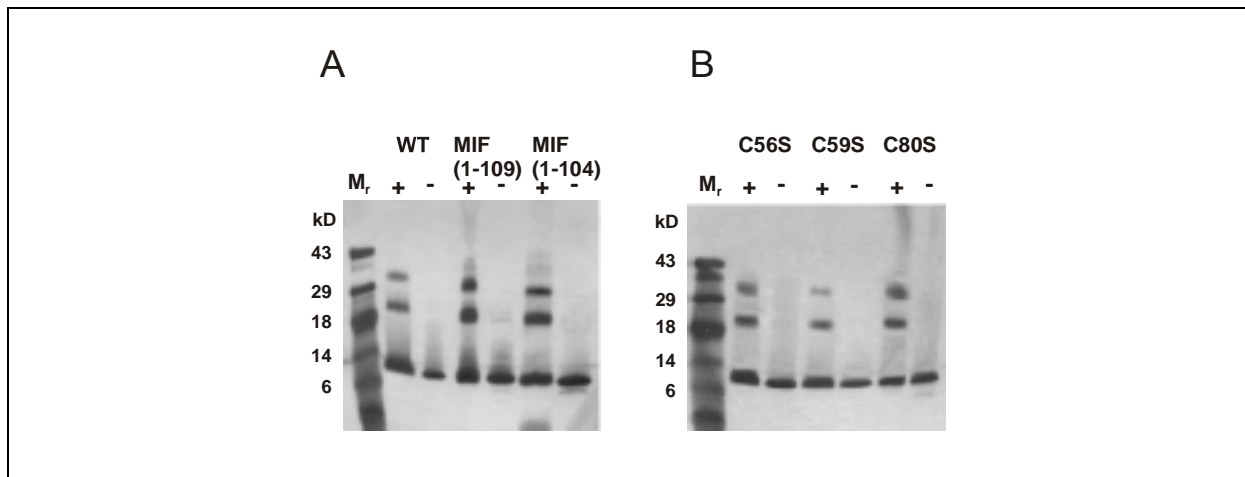 A
WT MIF MIF
(1-109) (1-104)
Mr + - + - + -
kD
43
29
18
14
6
B
C56S C59S C80S
Mr + - + - + -
kD
43
29
18
14
6